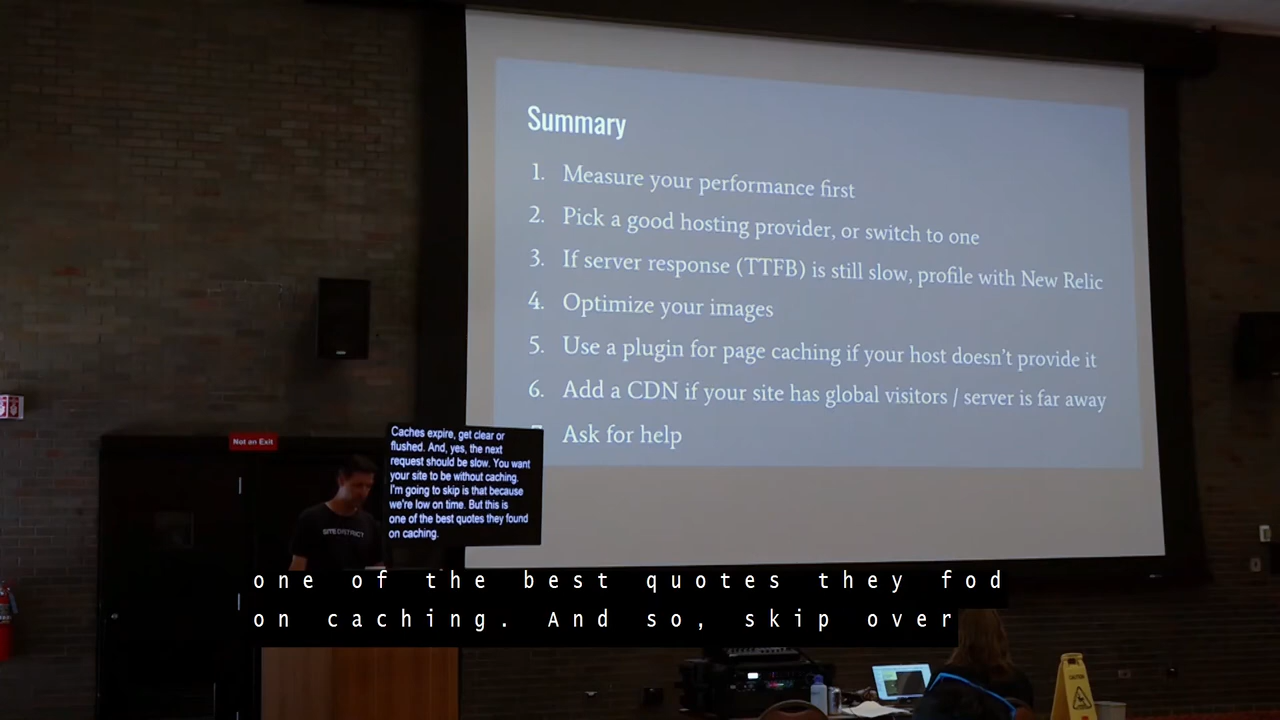 Summary
1. Measure your performance first
2. Pick a good hosting provider, or switch to one
3. If server response (TTFB) is still slow, profile with New Relic
4. Optimize your images
5. Use a plugin for page caching if your host doesn't provide it
6. Add a CDN if your site has global visitors / server is far away
Ask for help
Not an Exit
Caches expire, get clear or
flushed. And, yes, the next
request should be slow. You want
your site to be without caching.
I'm going to skip is that because
we're low on time. But this is
one of the best quotes they found
on caching.
SITE DISTRICT
one of the best quotes they fod
on caching. And so, skip over
CAUTION